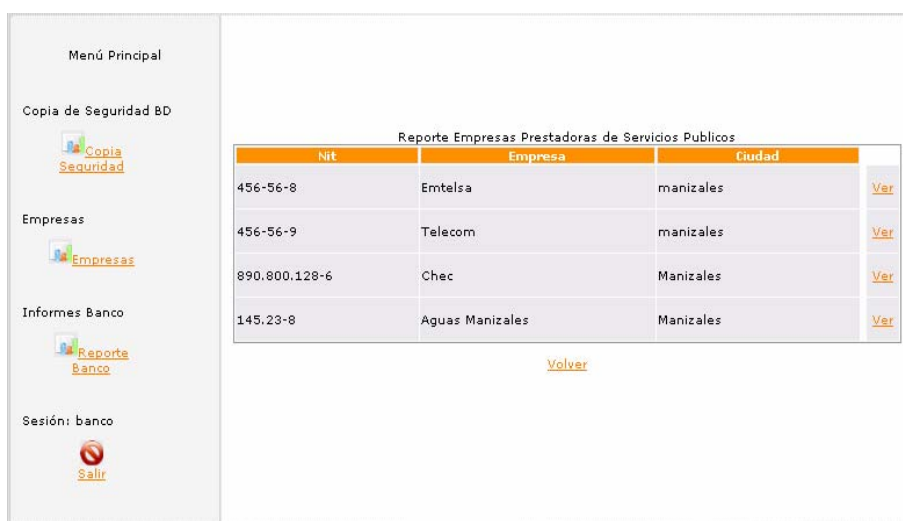 Menú Principal
Copia de Seguridad BD
Copia
Seguridad
Empresas
Empresas
Informes Banco
Reporte
Banco
Sesión: banco
Salir
Reporte Empresas Prestadoras de Servicios Publicos
Nit Empresa Ciudad
456-56-8 Emtelsa manizales Ver
456-56-9 Telecom manizales Ver
890.800.128-6 Chec Manizales Ver
145.23-8 Aguas Manizales Manizales Ver
Volver